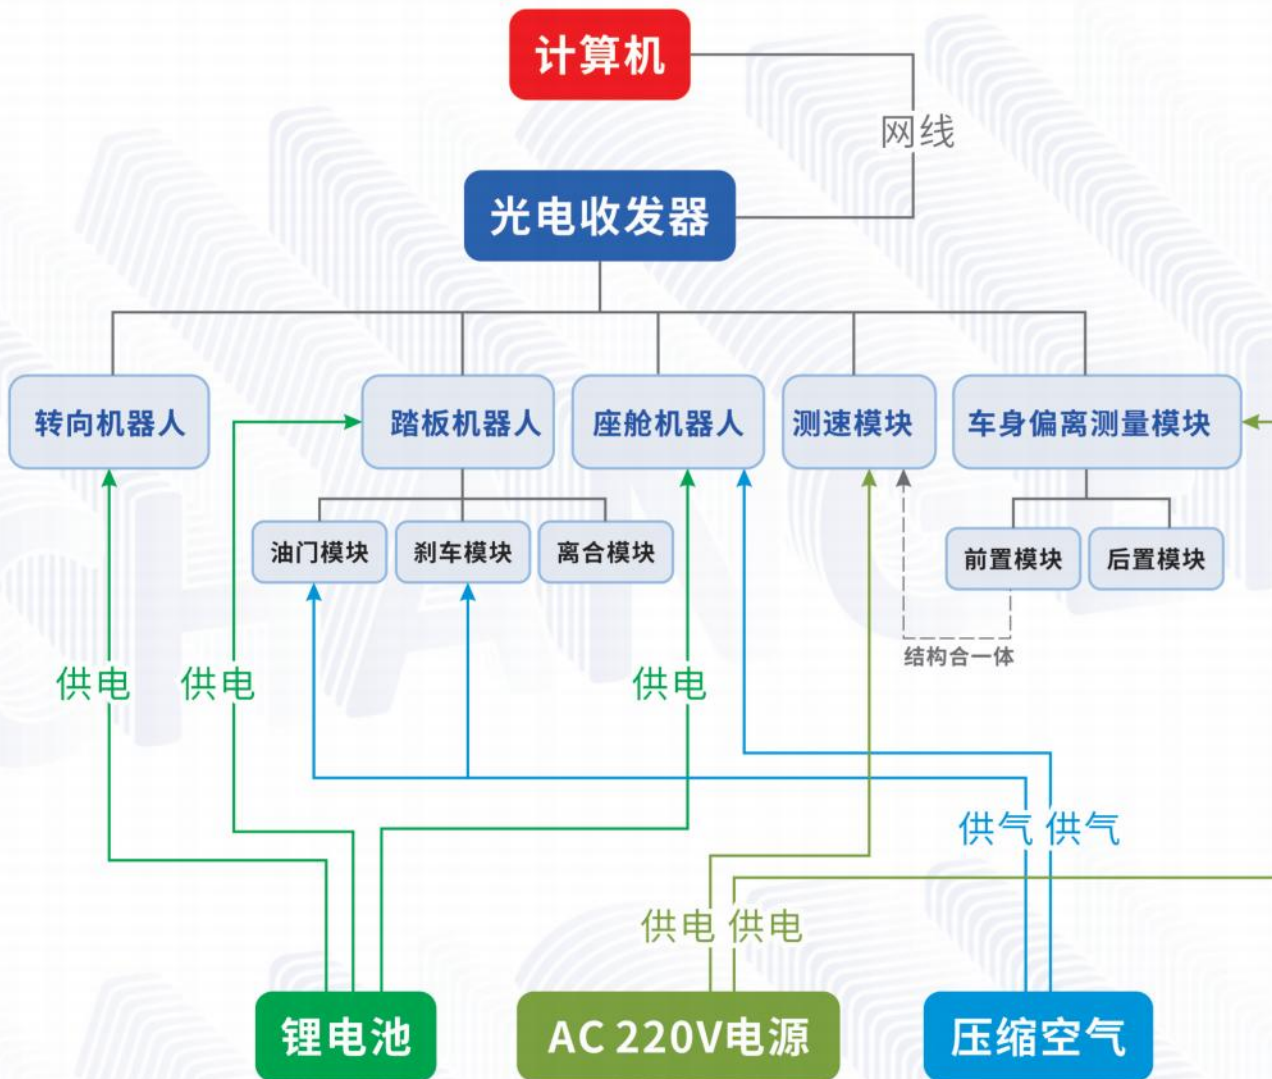 计算机
网线
光电收发器
转向机器人
踏板机器人
座舱机器人
测速模块
车身偏离测量模块
油门模块
刹车模块
离合模块
前置模块
后置模块
结构合一体
供电
供电
供电
供气
供气
供电
供电
锂电池
AC 220V电源
压缩空气